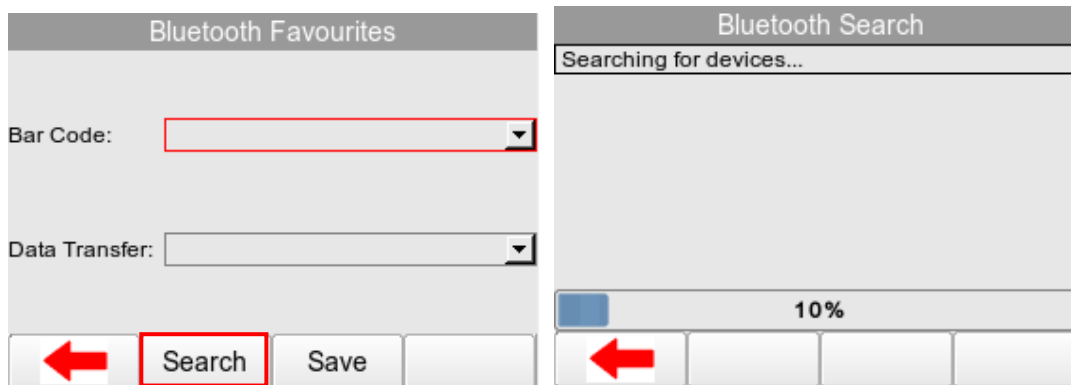 Bluetooth Favourites
Bar Code:
Data Transfer:
Search
Save
Bluetooth Search
Searching for devices...
10%